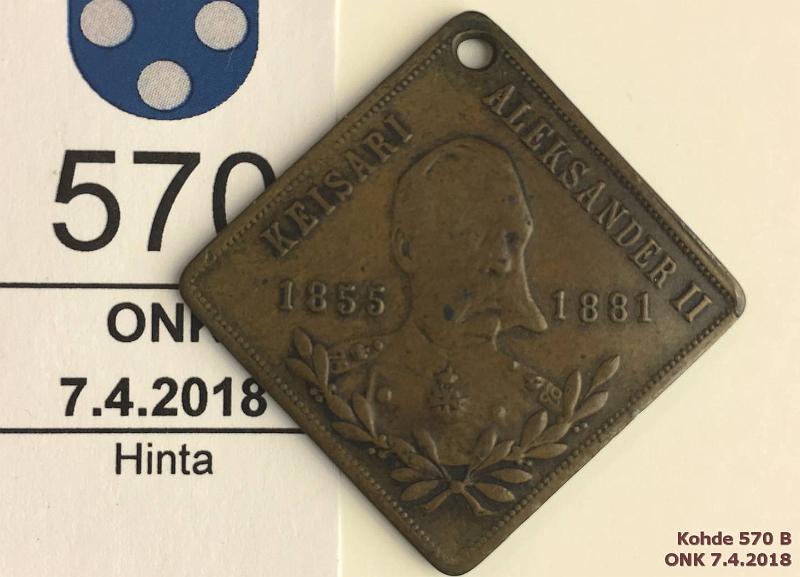 570
ONK
7.4.2018
Hinta
KEISARI ALEKSANDER II
1855 1881
Kohde 570 B
ONK 7.4.2018